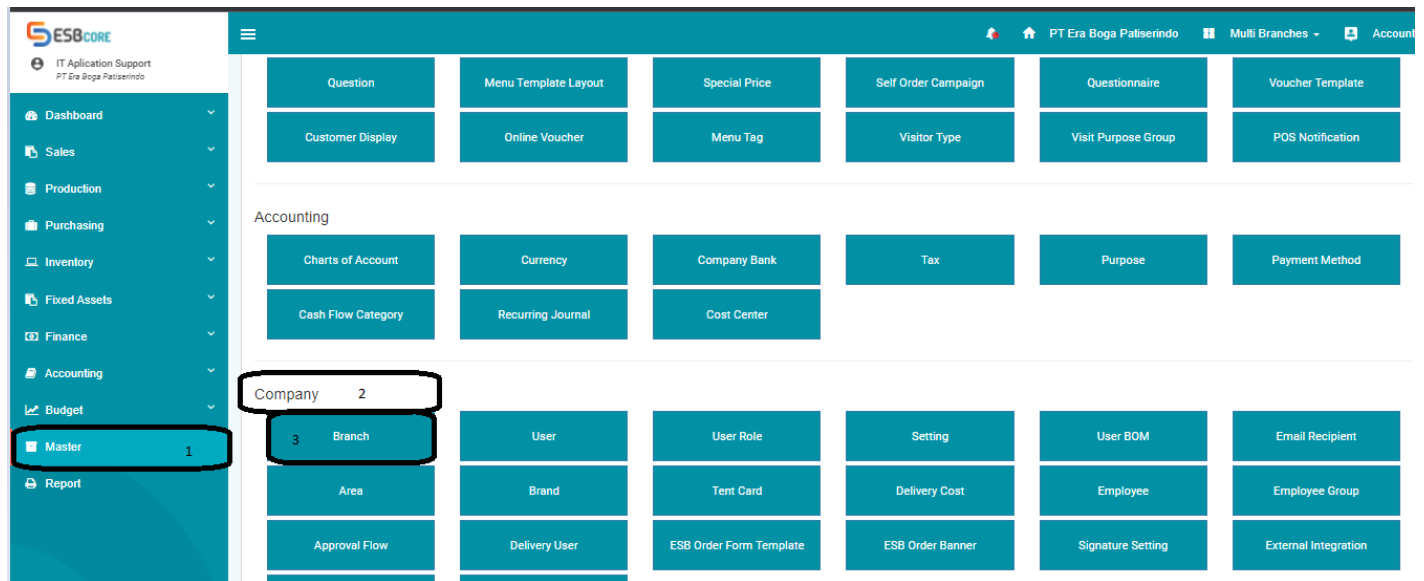 ESBCORE
IT Aplication Support
PT Era Boga Patiserindo
PT Era Boga Patiserindo
Multi Branches
Account
Dashboard
Sales
Production
Purchasing
Inventory
Fixed Assets
Finance
Accounting
Budget
Master 1
Report
Question Menu Template Layout Special Price Self Order Campaign Questionnaire Voucher Template
Customer Display Online Voucher Menu Tag Visitor Type Visit Purpose Group POS Notification
Accounting
Charts of Account Currency Company Bank Tax Purpose Payment Method
Cash Flow Category Recurring Journal Cost Center
Company 2
3 Branch User User Role Setting User BOM Email Recipient
Area Brand Tent Card Delivery Cost Employee Employee Group
Approval Flow Delivery User ESB Order Form Template ESB Order Banner Signature Setting External Integration